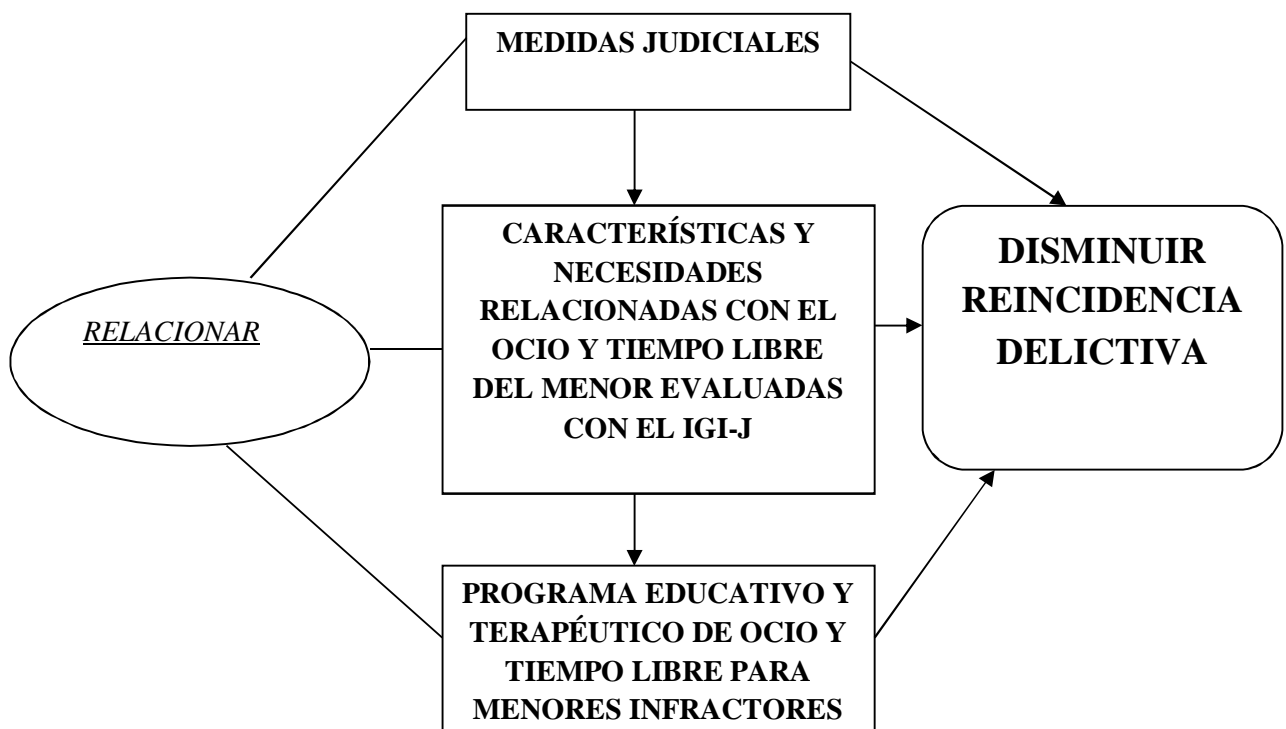 MEDIDAS JUDICIALES
RELACIONAR
CARACTERÍSTICAS Y
NECESIDADES
RELACIONADAS CON EL
OCIO Y TIEMPO LIBRE
DEL MENOR EVALUADAS
CON EL IGI-J
DISMINUIR
REINCIDENCIA
DELICTIVA
PROGRAMA EDUCATIVO Y
TERAPÉUTICO DE OCIO Y
TIEMPO LIBRE PARA
MENORES INFRACTORES